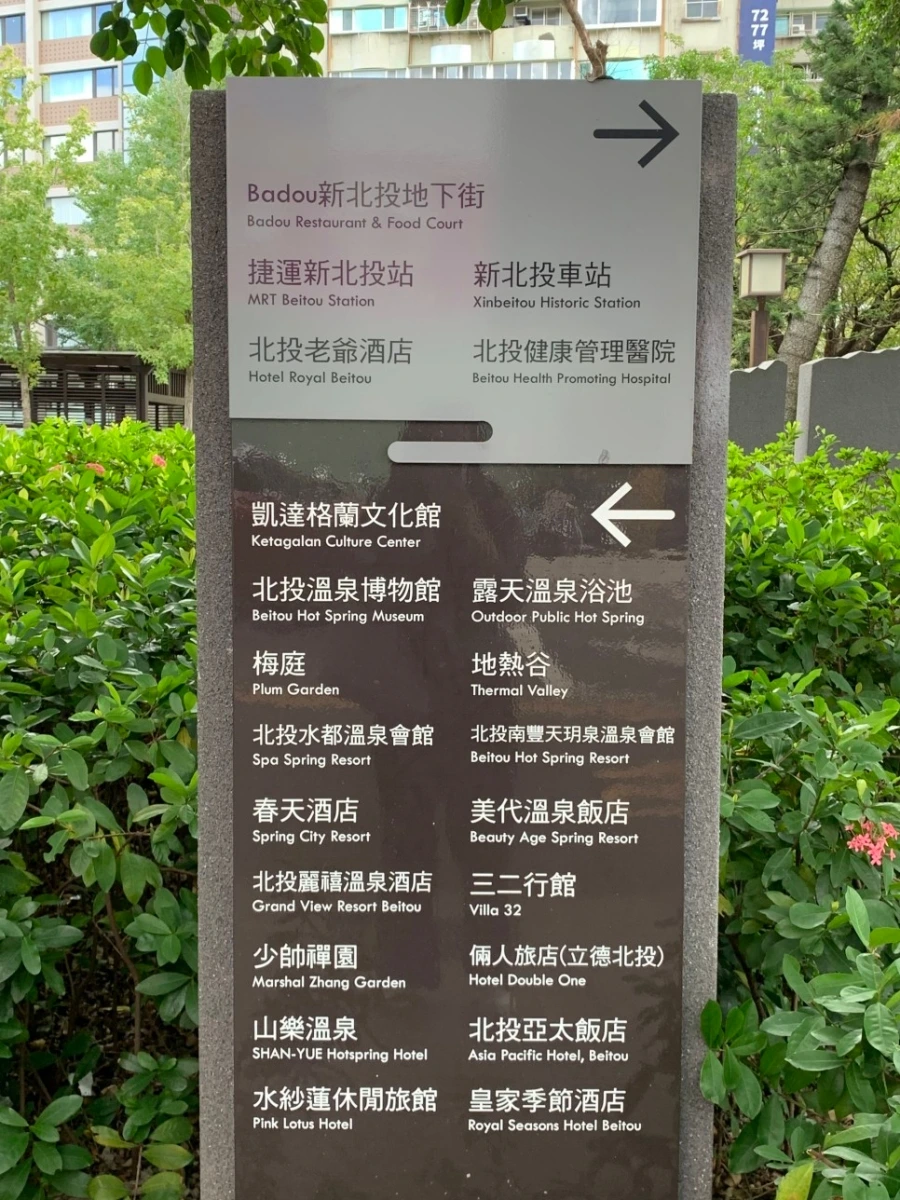 72
77
坪
Badou新北投地下街
Badou Restaurant & Food Court
捷運新北投站
MRT Beitou Station
新北投車站
Xinbeitou Historic Station
北投老爺酒店
Hotel Royal Beitou
北投健康管理醫院
Beitou Health Promoting Hospital
凱達格蘭文化館
Ketagalan Culture Center
北投溫泉博物館
Beitou Hot Spring Museum
露天溫泉浴池
Outdoor Public Hot Spring
梅庭
Plum Garden
地熱谷
Thermal Valley
北投水都溫泉會館
Spa Spring Resort
北投南豐天玥泉溫泉會館
Beitou Hot Spring Resort
春天酒店
Spring City Resort
美代溫泉飯店
Beauty Age Spring Resort
北投麗禧溫泉酒店
Grand View Resort Beitou
三二行館
Villa 32
少帥禪園
Marshal Zhang Garden
倆人旅店(立德北投)
Hotel Double One
山樂溫泉
SHAN-YUE Hotspring Hotel
北投亞太飯店
Asia Pacific Hotel, Beitou
水紗蓮休閒旅館
Pink Lotus Hotel
皇家季節酒店
Royal Seasons Hotel Beitou